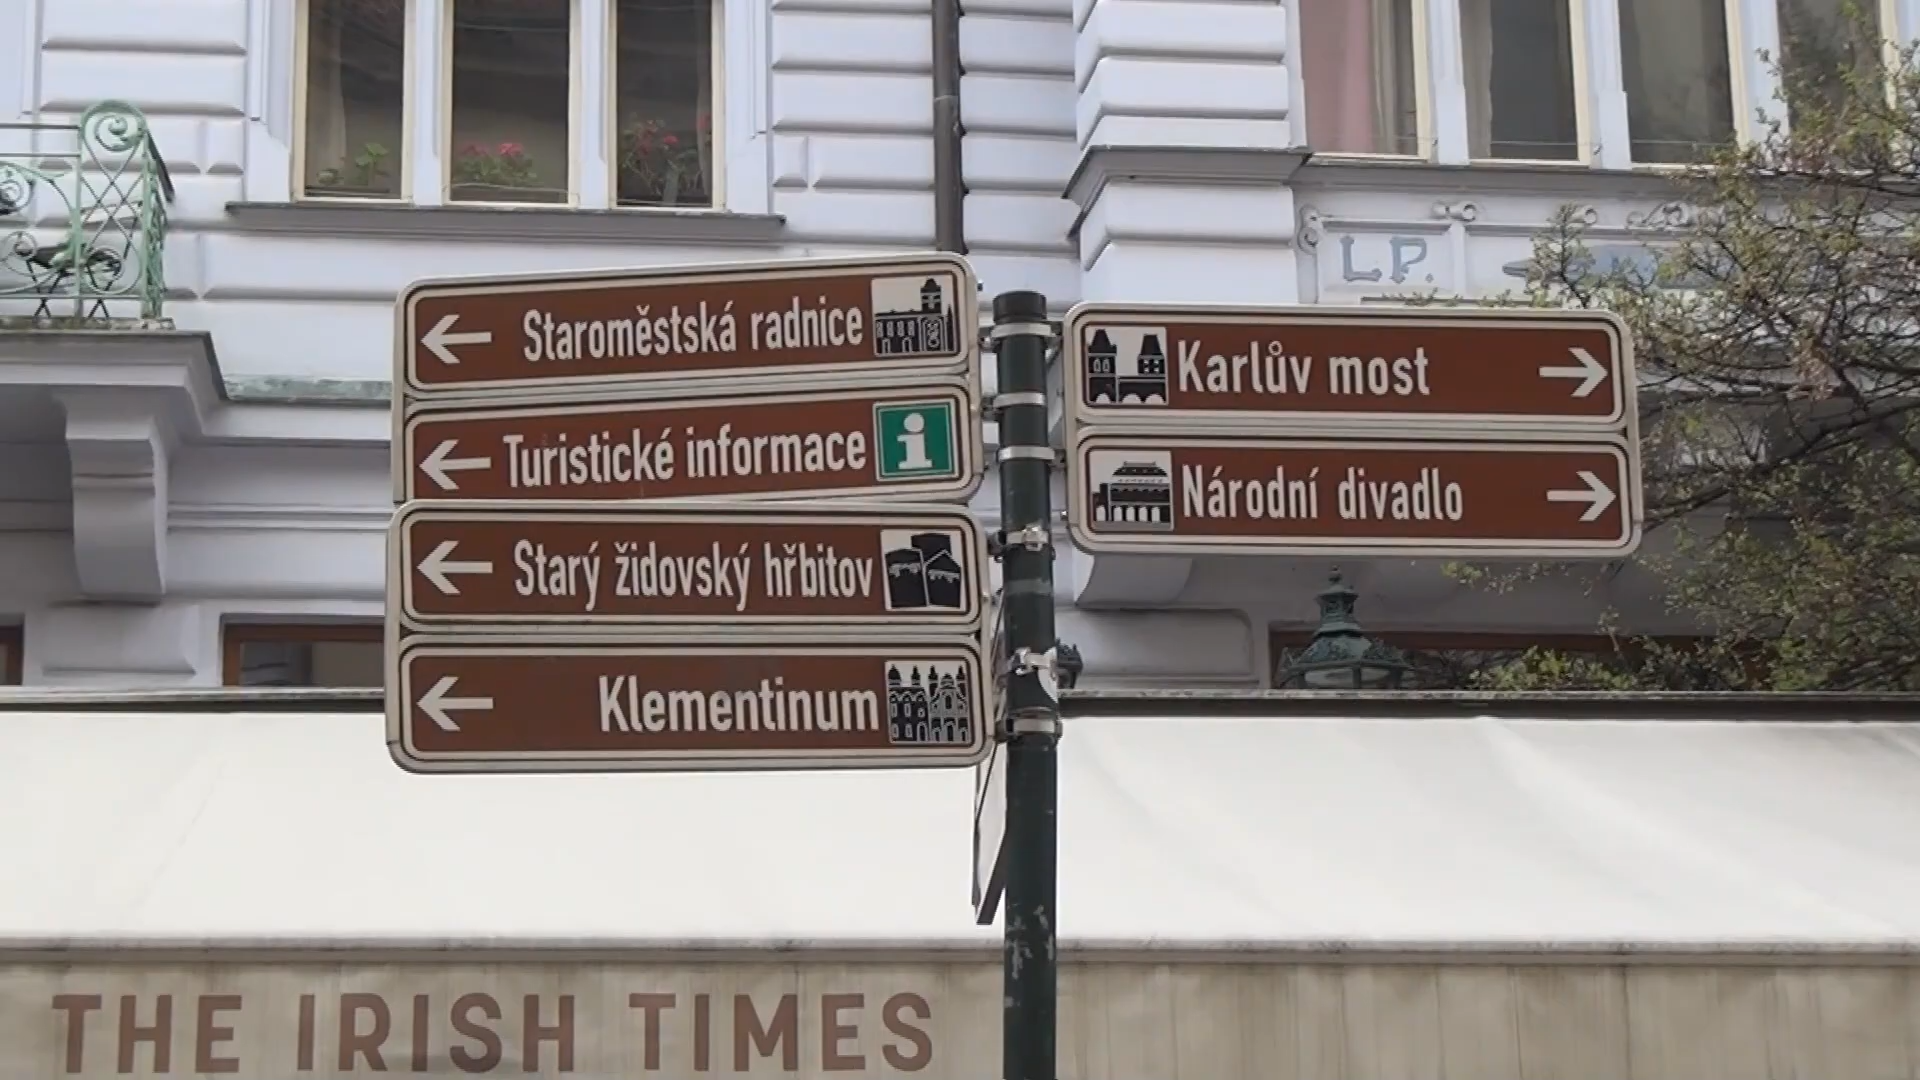 L.P.
Staroměstská radnice
Turistické informace
Starý židovský hřbitov
Klementinum
Karlův most
Národní divadlo
THE IRISH TIMES